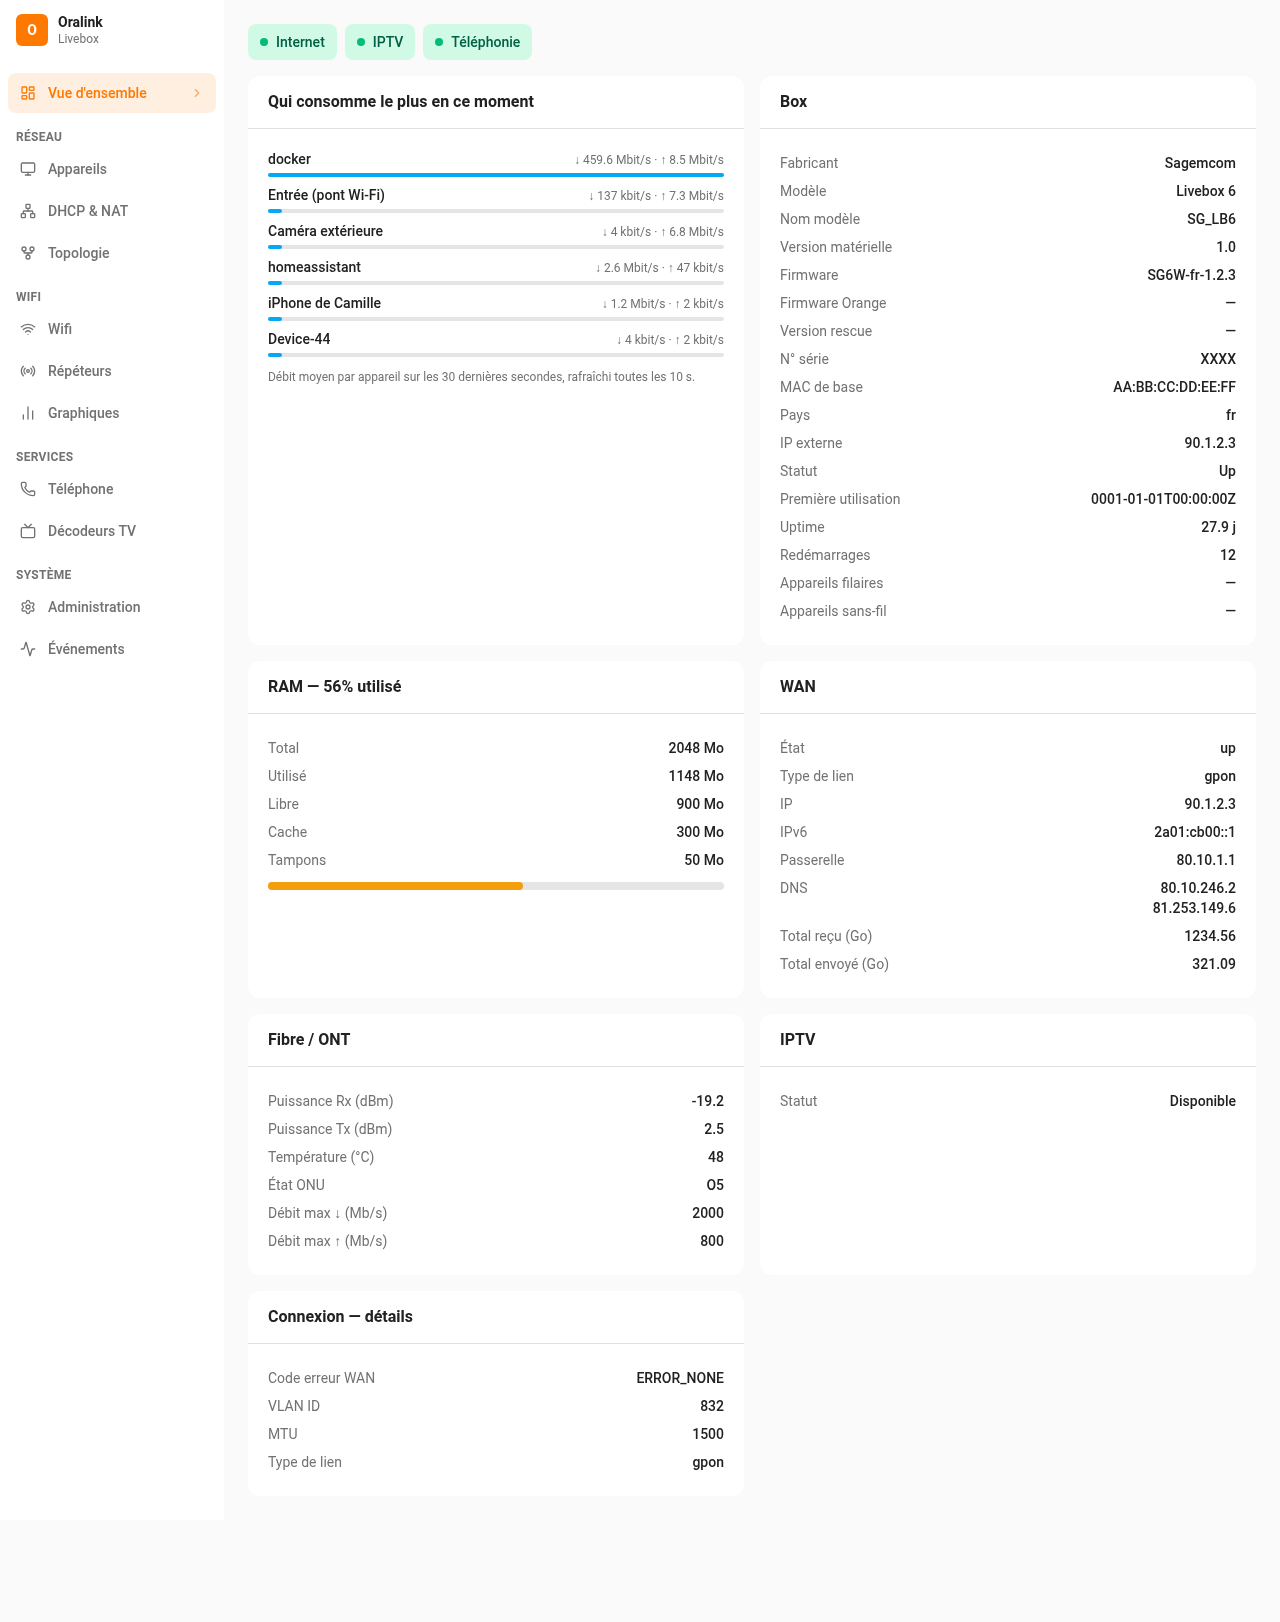 O
Oralink
Livebox
Vue d'ensemble
RÉSEAU
Appareils
DHCP & NAT
Topologie
WIFI
Wifi
Répéteurs
Graphiques
SERVICES
Téléphone
Décodeurs TV
SYSTÈME
Administration
Événements
Internet
IPTV
Téléphonie
Qui consomme le plus en ce moment
docker ↓ 459.6 Mbit/s · ↑ 8.5 Mbit/s
Entrée (pont Wi-Fi) ↓ 137 kbit/s · ↑ 7.3 Mbit/s
Caméra extérieure ↓ 4 kbit/s · ↑ 6.8 Mbit/s
homeassistant ↓ 2.6 Mbit/s · ↑ 47 kbit/s
iPhone de Camille ↓ 1.2 Mbit/s · ↑ 2 kbit/s
Device-44 ↓ 4 kbit/s · ↑ 2 kbit/s
Débit moyen par appareil sur les 30 dernières secondes, rafraîchi toutes les 10 s.
Box
Fabricant Sagemcom
Modèle Livebox 6
Nom modèle SG_LB6
Version matérielle 1.0
Firmware SG6W-fr-1.2.3
Firmware Orange —
Version rescue —
N° série XXXX
MAC de base AA:BB:CC:DD:EE:FF
Pays fr
IP externe 90.1.2.3
Statut Up
Première utilisation 0001-01-01T00:00:00Z
Uptime 27.9 j
Redémarrages 12
Appareils filaires —
Appareils sans-fil —
RAM — 56% utilisé
Total 2048 Mo
Utilisé 1148 Mo
Libre 900 Mo
Cache 300 Mo
Tampons 50 Mo
WAN
État up
Type de lien gpon
IP 90.1.2.3
IPv6 2a01:cb00::1
Passerelle 80.10.1.1
DNS 80.10.246.2
81.253.149.6
Total reçu (Go) 1234.56
Total envoyé (Go) 321.09
Fibre / ONT
Puissance Rx (dBm) -19.2
Puissance Tx (dBm) 2.5
Température (°C) 48
État ONU O5
Débit max ↓ (Mb/s) 2000
Débit max ↑ (Mb/s) 800
IPTV
Statut Disponible
Connexion — détails
Code erreur WAN ERROR_NONE
VLAN ID 832
MTU 1500
Type de lien gpon